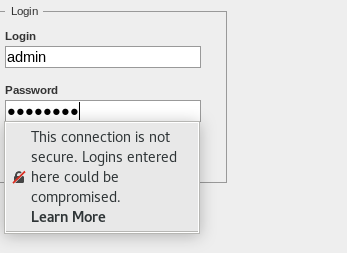 Login
Login
admin
Password
●●●●●●●●
This connection is not
secure. Logins entered
here could be
compromised.
Learn More